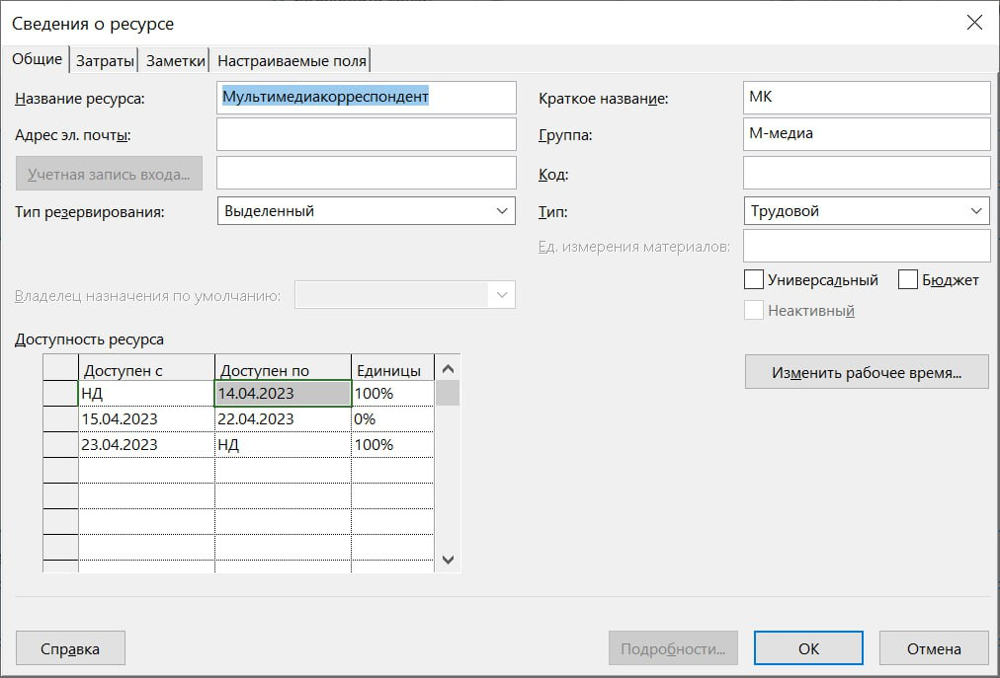 Сведения о ресурсе
Общие Затраты Заметки Настраиваемые поля
Название ресурса: Мультимедиакорреспондент Краткое название: МК
Адрес эл. почты: Группа: М-медиа
Учетная запись входа... Код:
Тип резервирования: Выделенный Тип: Трудовой
Ед. измерения материалов:
Универсальный Бюджет
Владелец назначения по умолчанию:
Неактивный
Доступность ресурса
Доступен с Доступен по Единицы
Изменить рабочее время...
НД 14.04.2023 100%
15.04.2023 22.04.2023 0%
23.04.2023 НД 100%
Справка Подробности... ОК Отмена